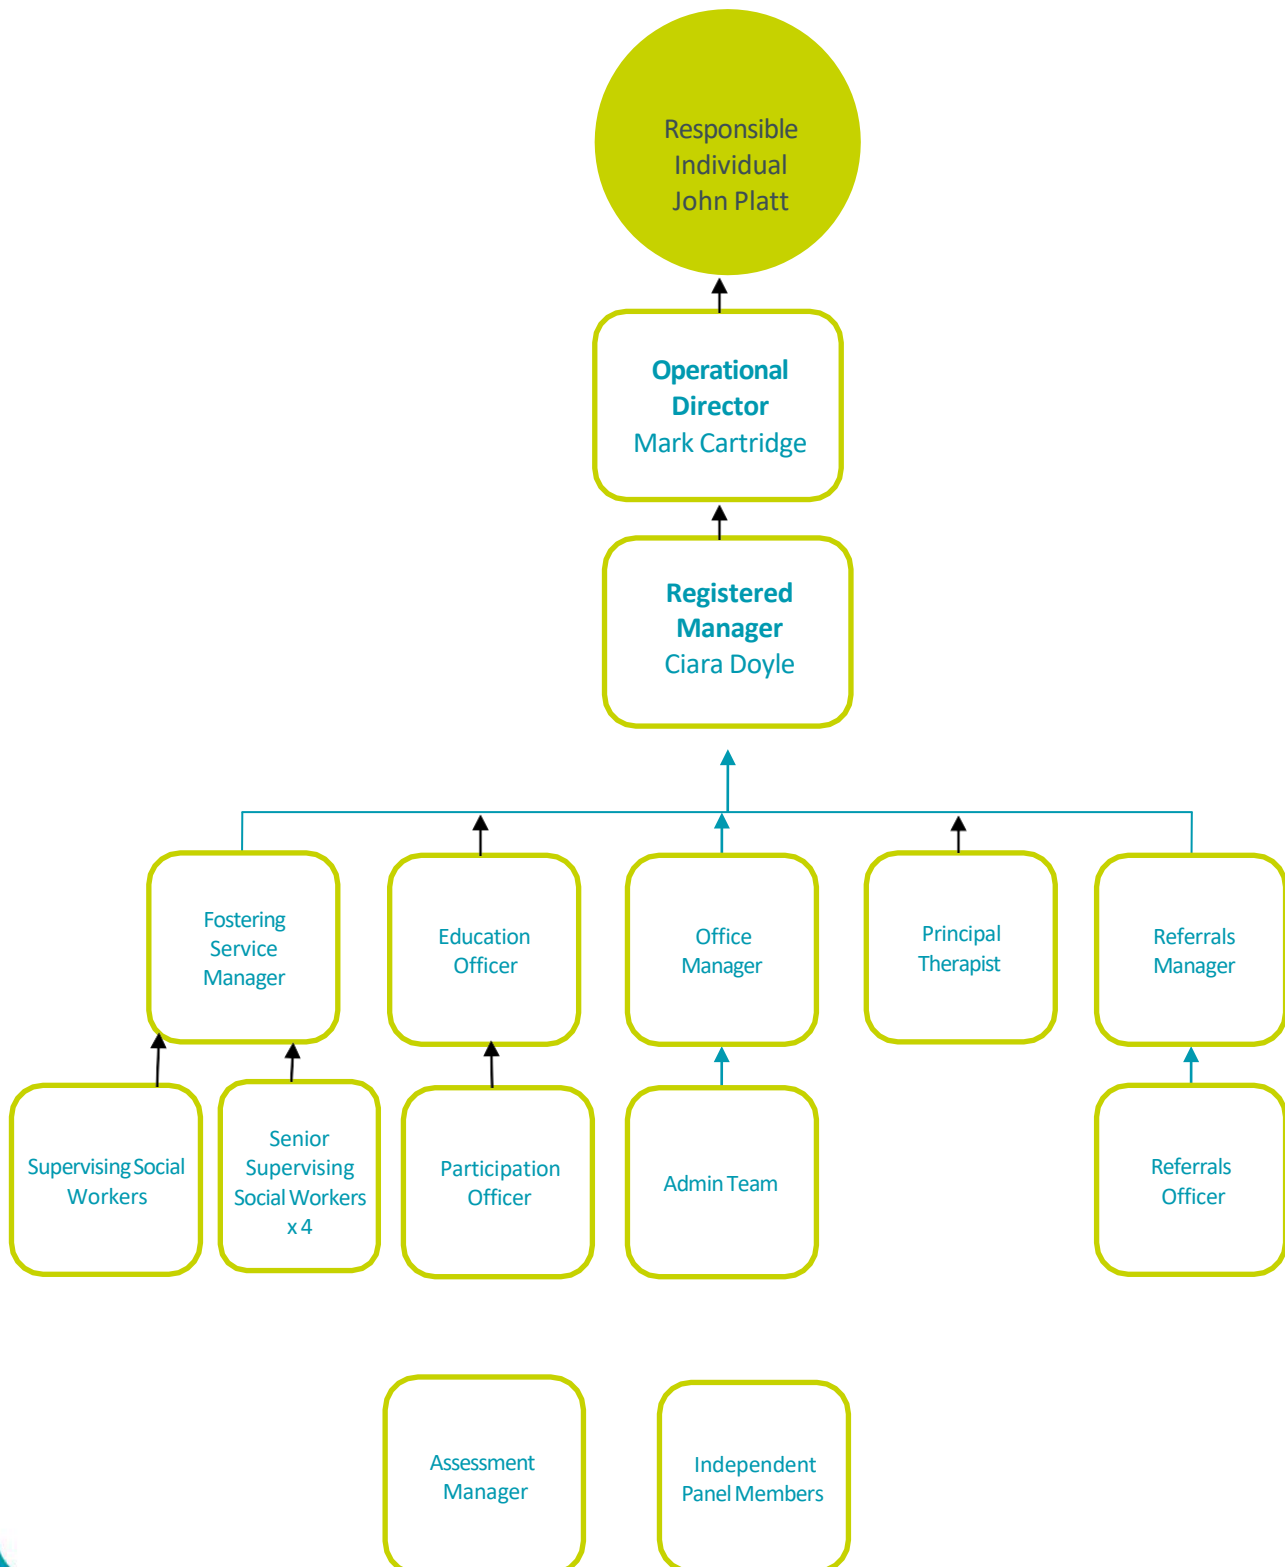 Responsible
Individual
John Platt
Operational
Director
Mark Cartridge
Registered
Manager
Ciara Doyle
Fostering
Service
Manager
Education
Officer
Office
Manager
Principal
Therapist
Referrals
Manager
Supervising Social
Workers
Senior
Supervising
Social Workers
x 4
Participation
Officer
Admin Team
Referrals
Officer
Assessment
Manager
Independent
Panel Members